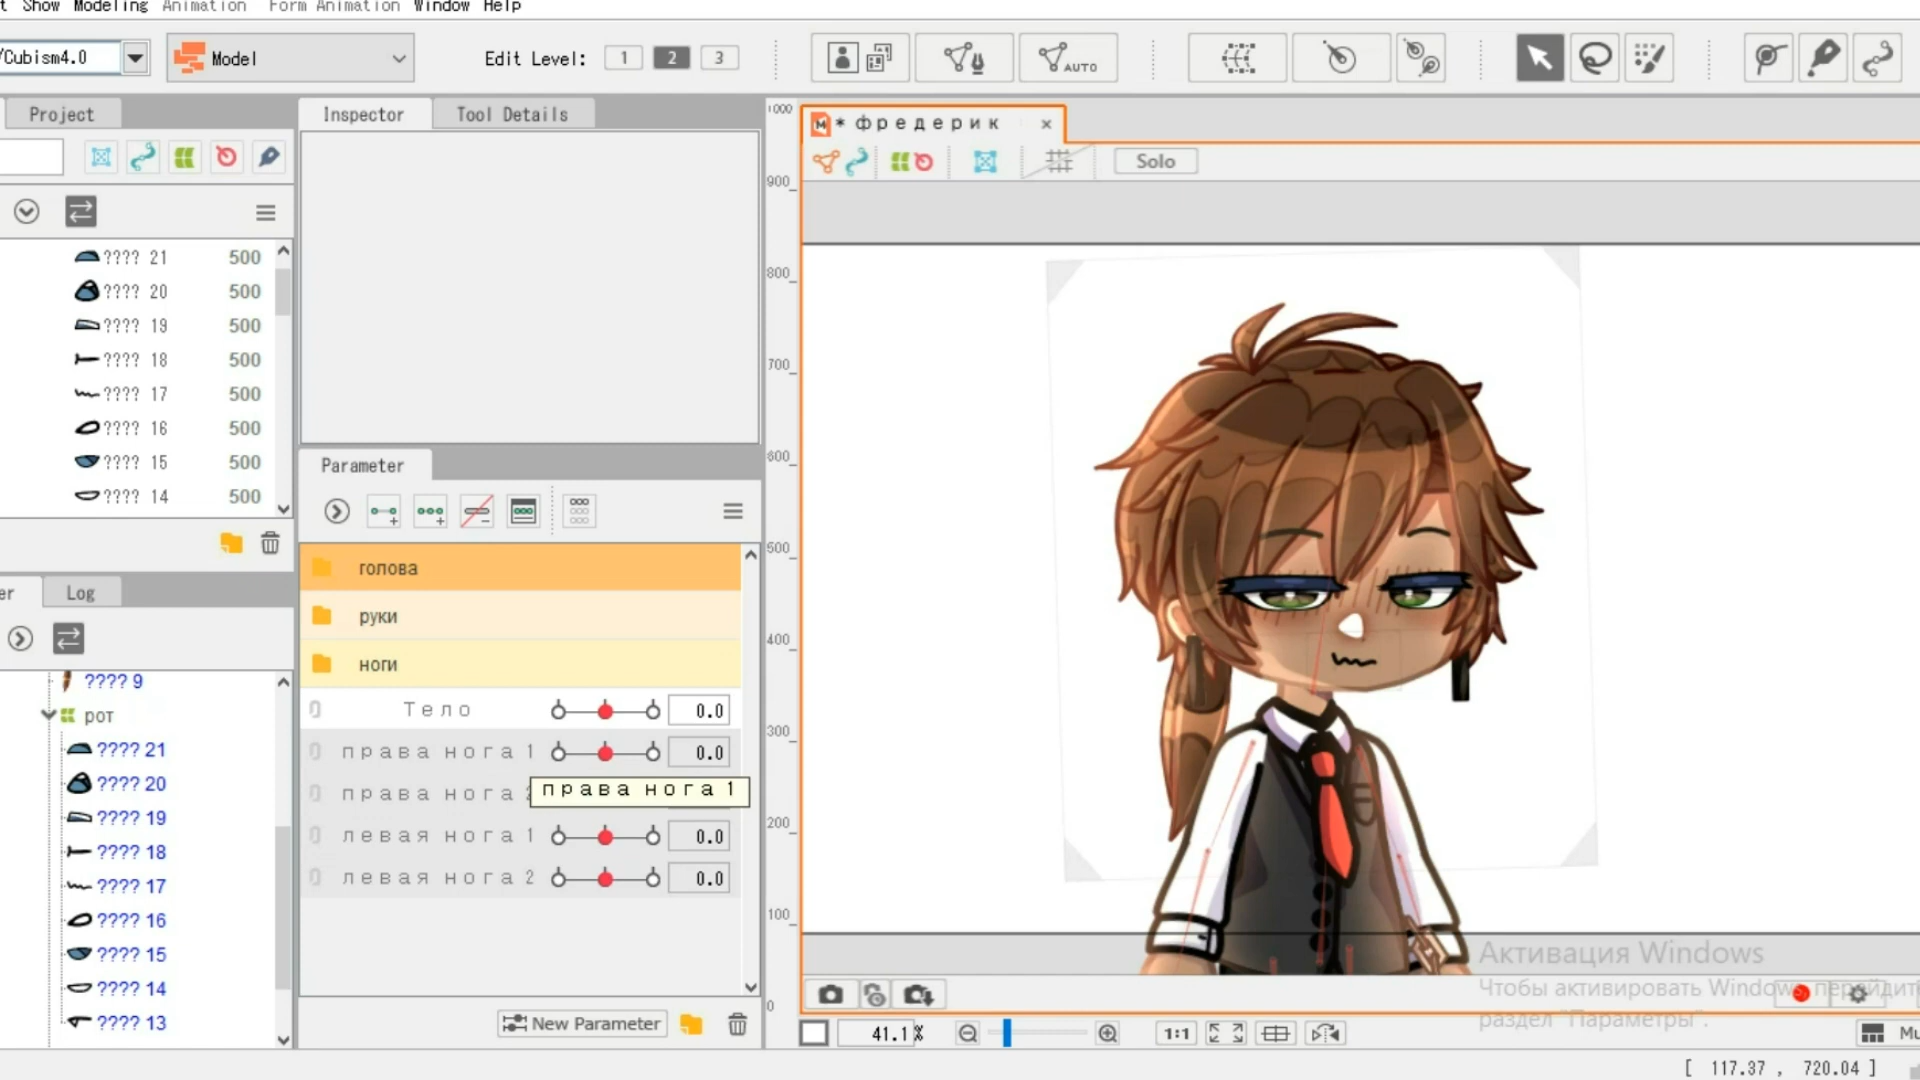 t Show Modeling Animation Form Animation Window Help
/Cubism4.0 Model Edit Level: 1 2 3 AUTO
Project Inspector Tool Details 1000
M * фредерик ×
Solo
900
???? 21 500
???? 20 500
800
???? 19 500
???? 18 500
700
???? 17 500
???? 16 500
???? 15 500
600
Parameter
???? 14 500
500
голова
er Log
руки
400
ноги
???? 9
рот
Тело 0.0
300
???? 21
права нога 1 0.0
???? 20
права нога
права нога 1
???? 19
200
левая нога 1 0.0
???? 18
левая нога 2 0.0
???? 17
100
???? 16
???? 15
Активация Windows
???? 14
Чтобы активировать Windows, перейдите
0
раздел "Параметры".
???? 13
New Parameter
41.1% 1:1 Mu
[ 117.37 , 720.04 ]